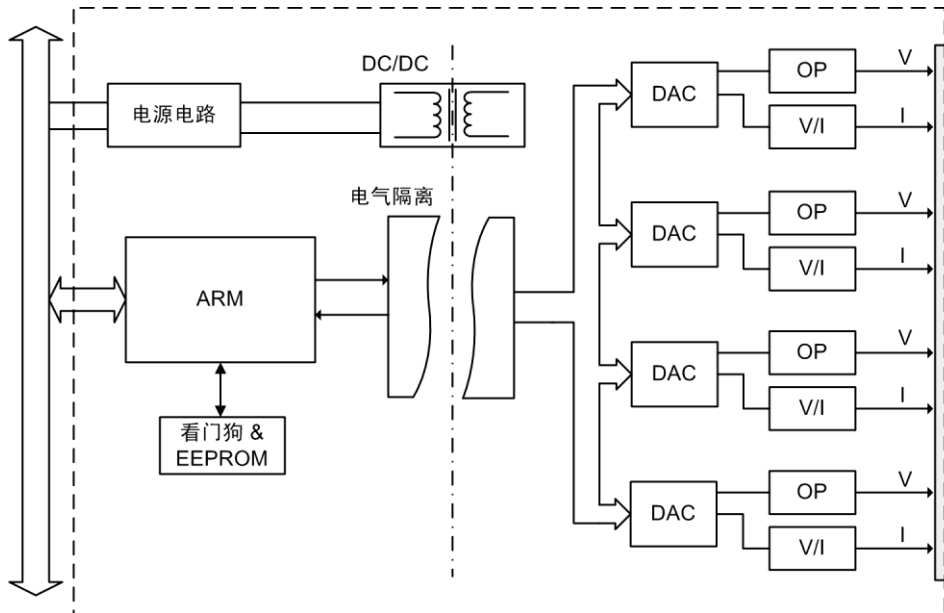 DC/DC
电源电路
电气隔离
ARM
看门狗 &
EEPROM
DAC
OP
V
V/I
I
DAC
OP
V
V/I
I
DAC
OP
V
V/I
I
DAC
OP
V
V/I
I